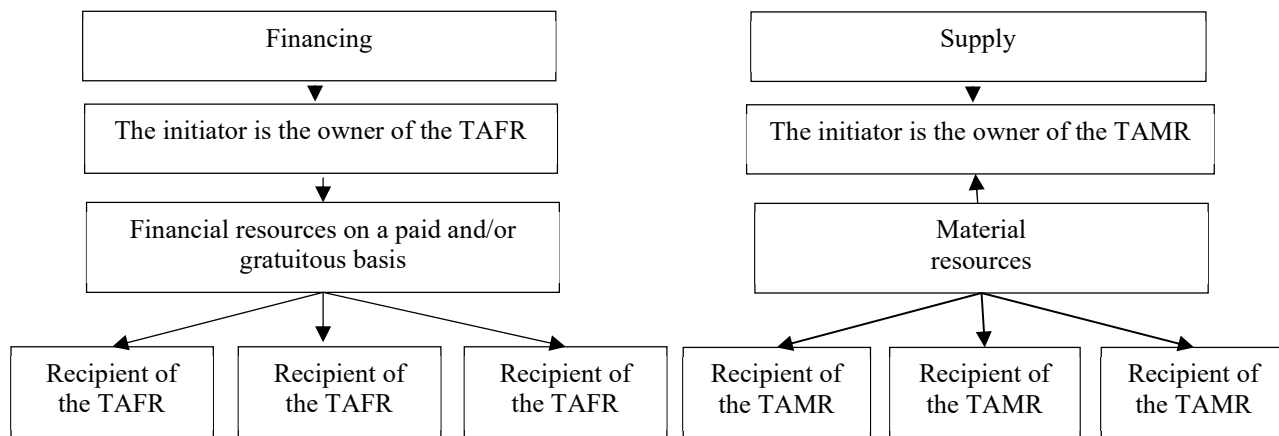 Financing
Supply
The initiator is the owner of the TAFR
The initiator is the owner of the TAMR
Financial resources on a paid and/or
gratuitous basis
Material
resources
Recipient of
the TAFR
Recipient of
the TAFR
Recipient of
the TAFR
Recipient of
the TAMR
Recipient of
the TAMR
Recipient of
the TAMR